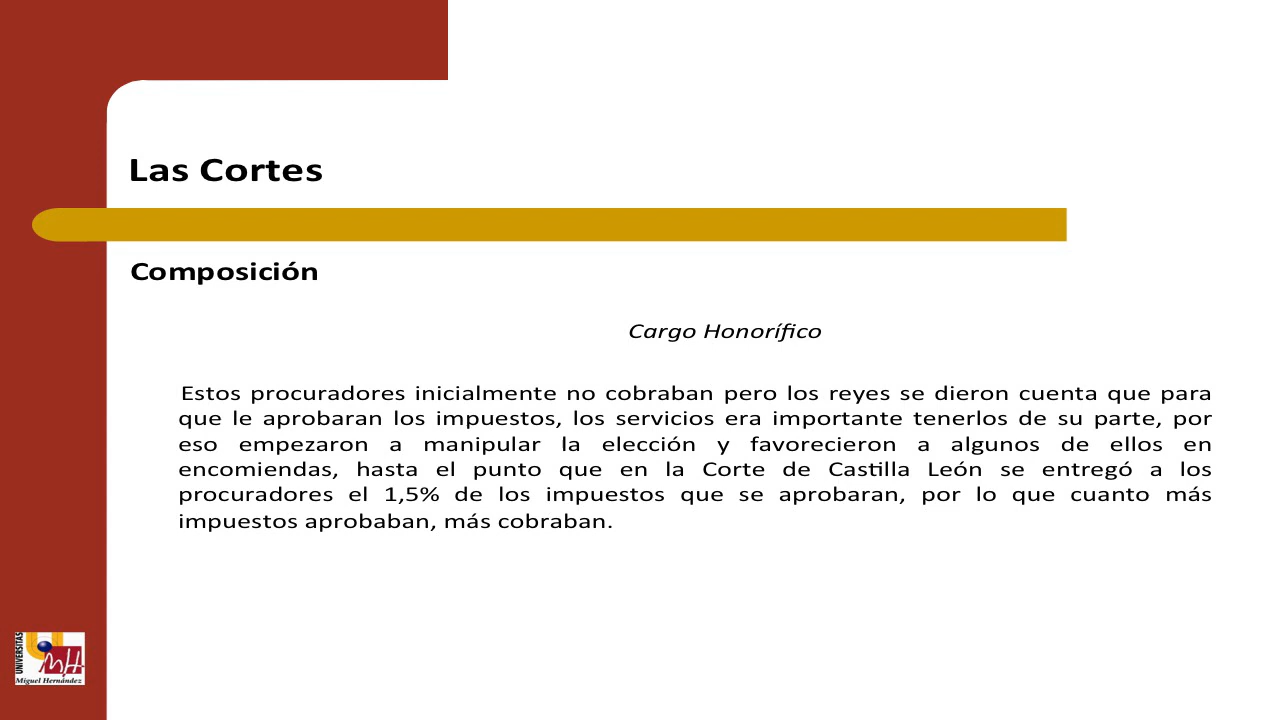 Las Cortes
Composición
Cargo Honorífico
Estos procuradores inicialmente no cobraban pero los reyes se dieron cuenta que para
que le aprobaran los impuestos, los servicios era importante tenerlos de su parte, por
eso empezaron a manipular la elección y favorecieron a algunos de ellos en
encomiendas, hasta el punto que en la Corte de Castilla León se entregó a los
procuradores el 1,5% de los impuestos que se aprobaran, por lo que cuanto más
impuestos aprobaban, más cobraban.
UNIVERSITAS
MH
Miguel Hernández